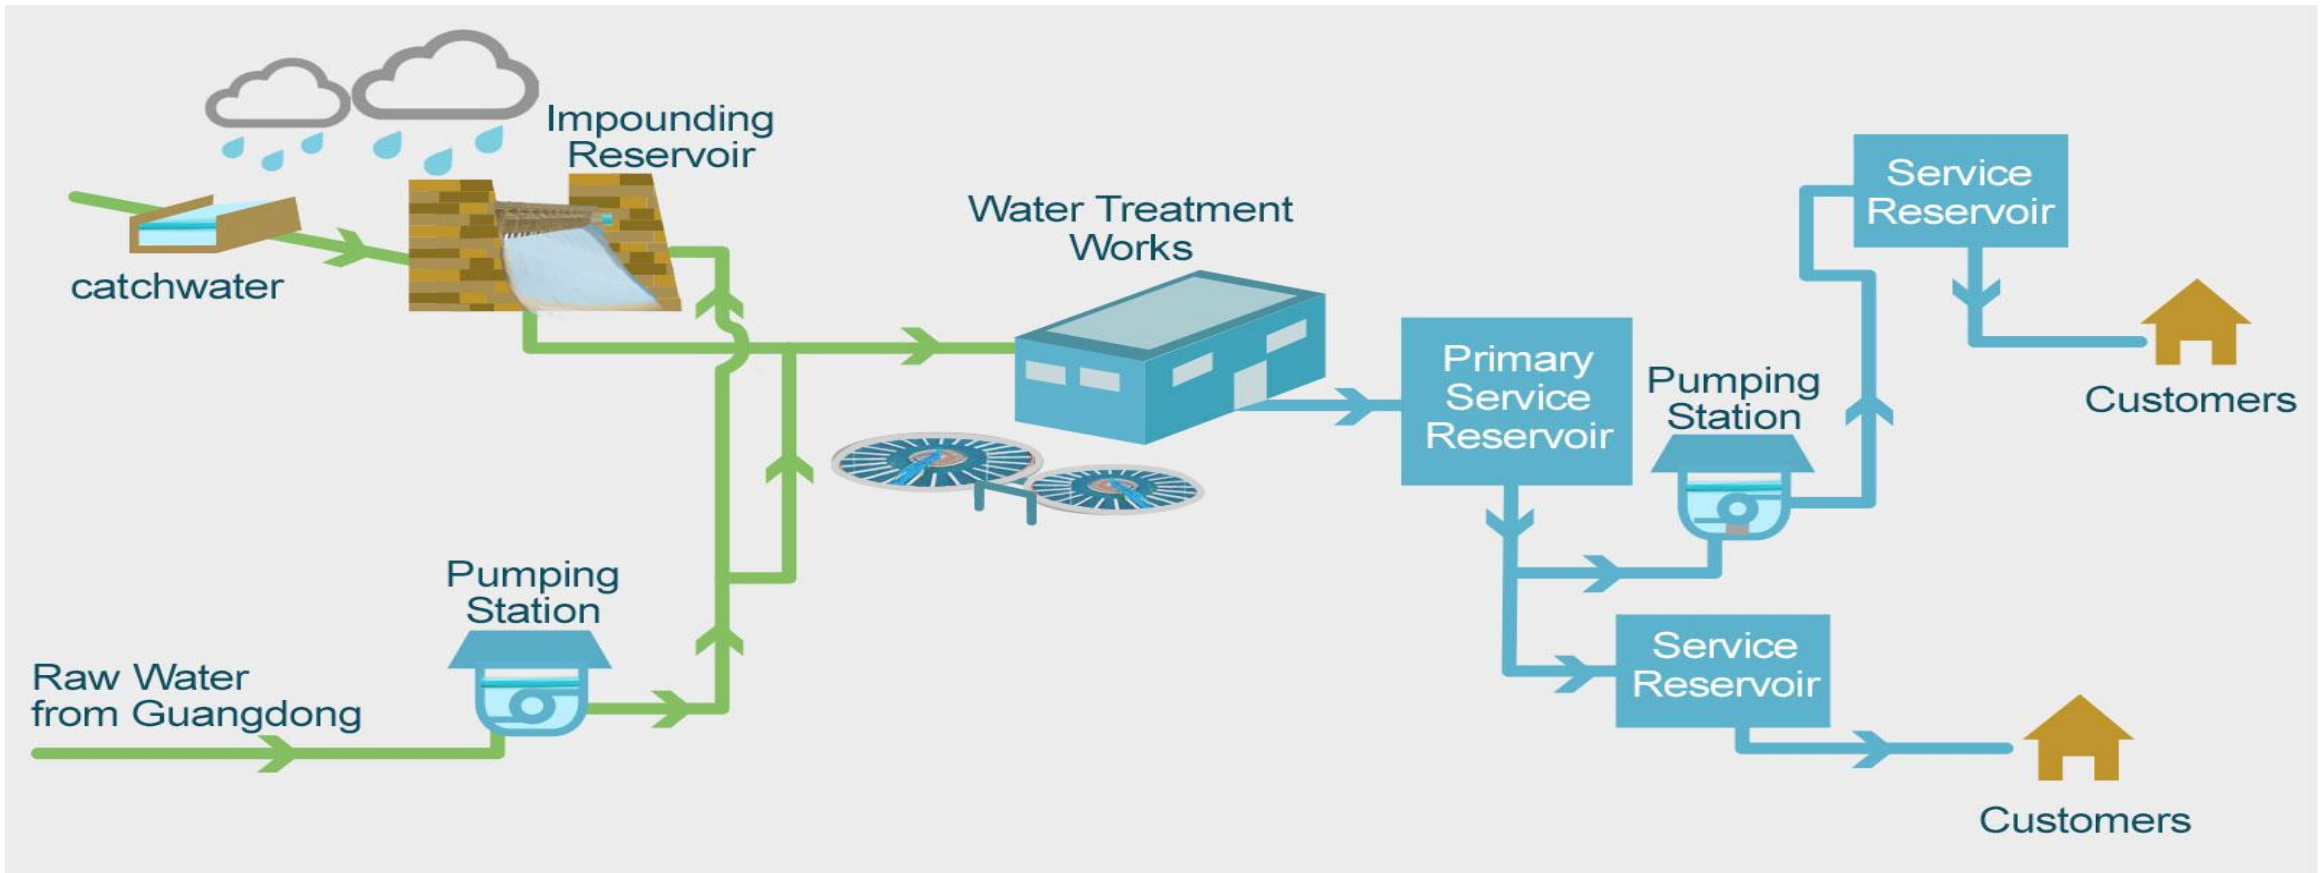 Impounding
Reservoir
catchwater
Water Treatment
Works
Pumping
Station
Raw Water
from Guangdong
Primary
Service
Reservoir
Pumping
Station
Service
Reservoir
Customers
Service
Reservoir
Customers